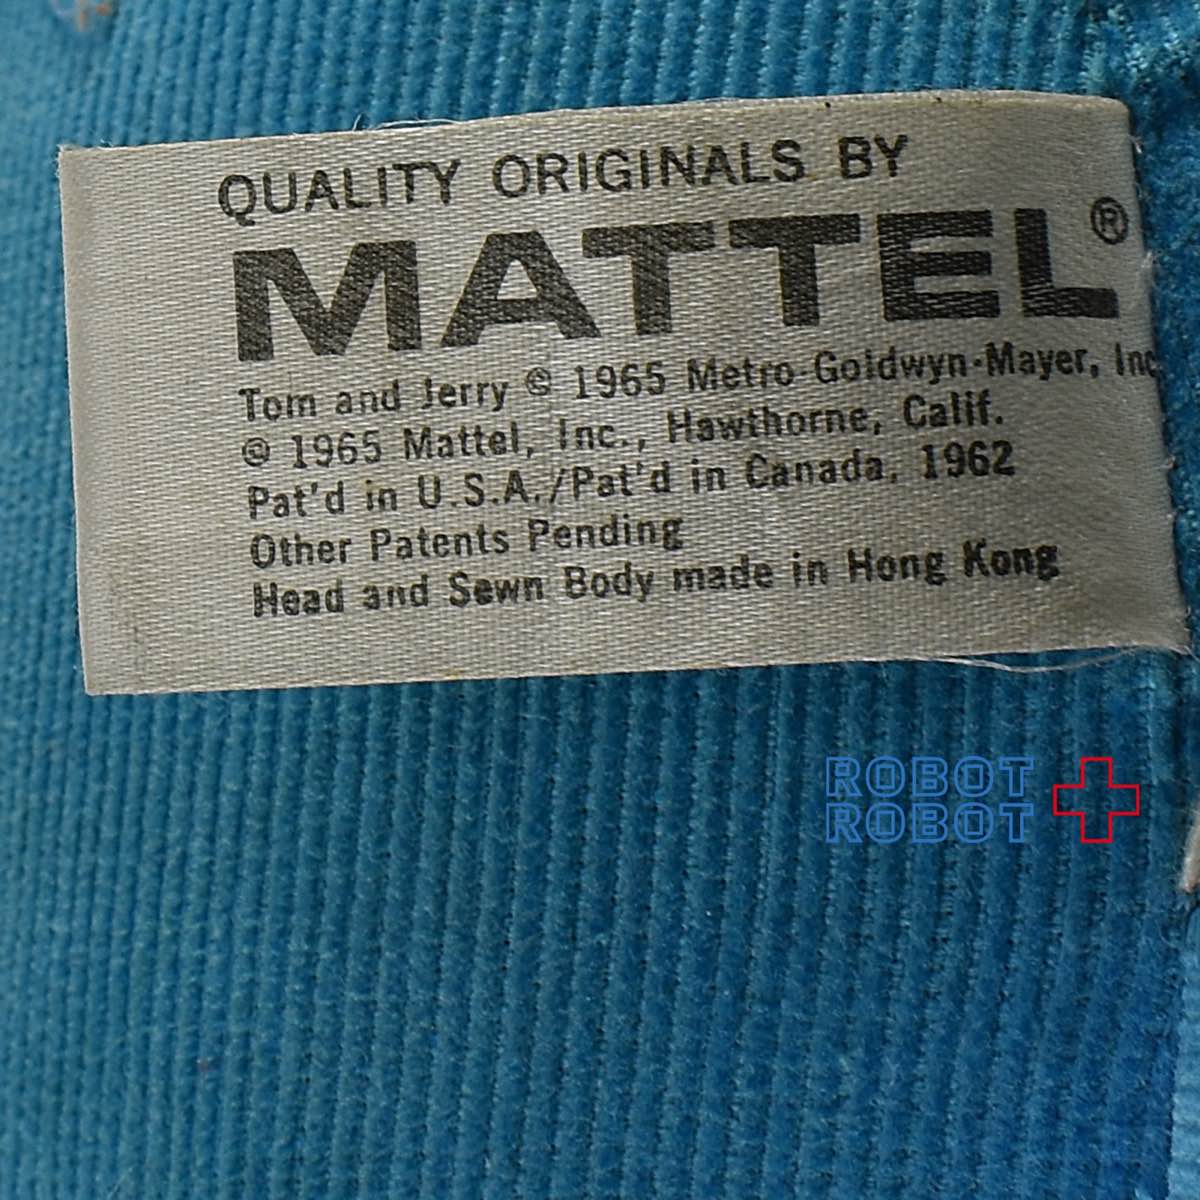 QUALITY ORIGINALS BY
MATTEL®
Tom and Jerry © 1965 Metro-Goldwyn-Mayer, Inc
© 1965 Mattel, Inc., Hawthorne, Calif.
Pat'd in U.S.A./Pat'd in Canada, 1962
Other Patents Pending
Head and Sewn Body made in Hong Kong
ROBOT
ROBOT